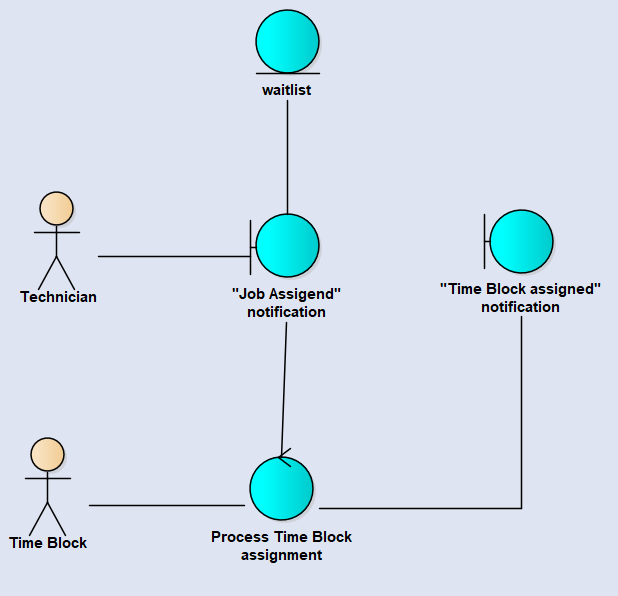 waitlist
Technician
"Job Assigend"
notification
"Time Block assigned"
notification
Time Block
Process Time Block
assignment